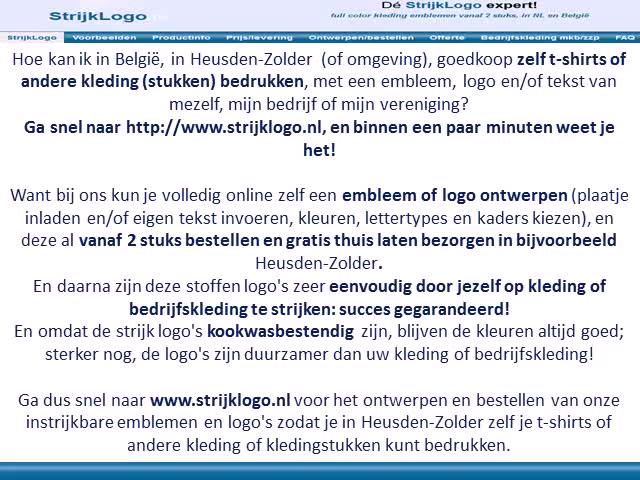 StrijkLogo Dé StrijkLogo expert!
full color kleding emblemen vanaf 2 stuks, in NL en België
StrijkLogo Voorbeelden Productinfo Prijs/levering Ontwerpen/bestellen Offerte Bedrijfskleding mkb/zzp FAQ
Hoe kan ik in België, in Heusden-Zolder (of omgeving), goedkoop zelf t-shirts of
andere kleding (stukken) bedrukken, met een embleem, logo en/of tekst van
mezelf, mijn bedrijf of mijn vereniging?
Ga snel naar http://www.strijklogo.nl, en binnen een paar minuten weet je
het!
Want bij ons kun je volledig online zelf een embleem of logo ontwerpen (plaatje
inladen en/of eigen tekst invoeren, kleuren, lettertypes en kaders kiezen), en
deze al vanaf 2 stuks bestellen en gratis thuis laten bezorgen in bijvoorbeeld
Heusden-Zolder.
En daarna zijn deze stoffen logo's zeer eenvoudig door jezelf op kleding of
bedrijfskleding te strijken: succes gegarandeerd!
En omdat de strijk logo's kookwasbestendig zijn, blijven de kleuren altijd goed;
sterker nog, de logo's zijn duurzamer dan uw kleding of bedrijfskleding!
Ga dus snel naar www.strijklogo.nl voor het ontwerpen en bestellen van onze
instrijkbare emblemen en logo's zodat je in Heusden-Zolder zelf je t-shirts of
andere kleding of kledingstukken kunt bedrukken.